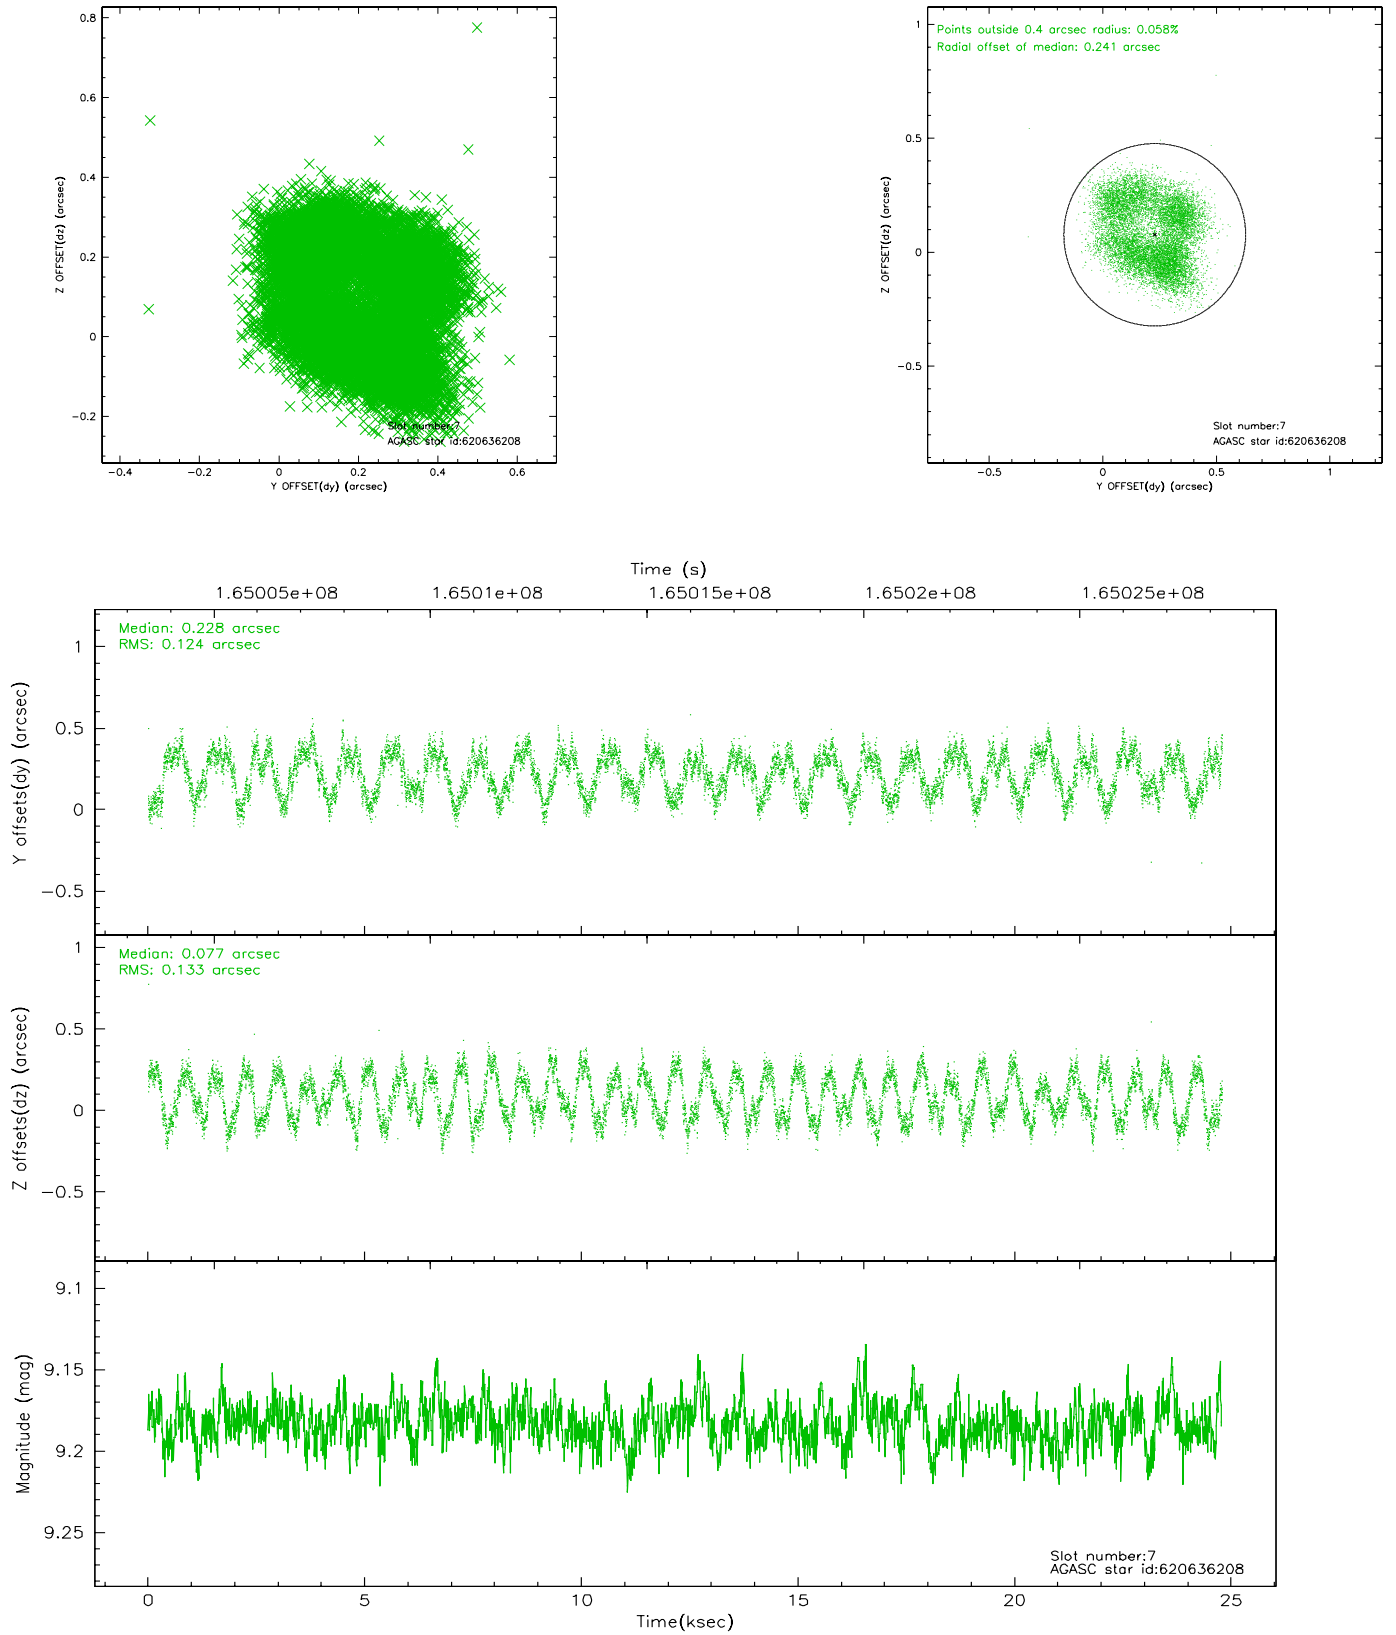 0.8
0.6
0.4
0.2
0
−0.2
Z OFFSET(dz) (arcsec)
−0.4
−0.2
0
0.2
0.4
0.6
Y OFFSET(dy) (arcsec)
Slot number:7
AGASC star id:620636208
Points outside 0.4 arcsec radius: 0.058%
Radial offset of median: 0.241 arcsec
1
0.5
0
−0.5
Z OFFSET(dz) (arcsec)
−0.5
0
0.5
1
Y OFFSET(dy) (arcsec)
Slot number:7
AGASC star id:620636208
Time (s)
1.65005e+08
1.6501e+08
1.65015e+08
1.6502e+08
1.65025e+08
Median: 0.228 arcsec
RMS: 0.124 arcsec
1
0.5
0
−0.5
Y offsets(dy) (arcsec)
Median: 0.077 arcsec
RMS: 0.133 arcsec
1
0.5
0
−0.5
Z offsets(dz) (arcsec)
9.1
9.15
9.2
9.25
Magnitude (mag)
Slot number:7
AGASC star id:620636208
0
5
10
15
20
25
Time(ksec)